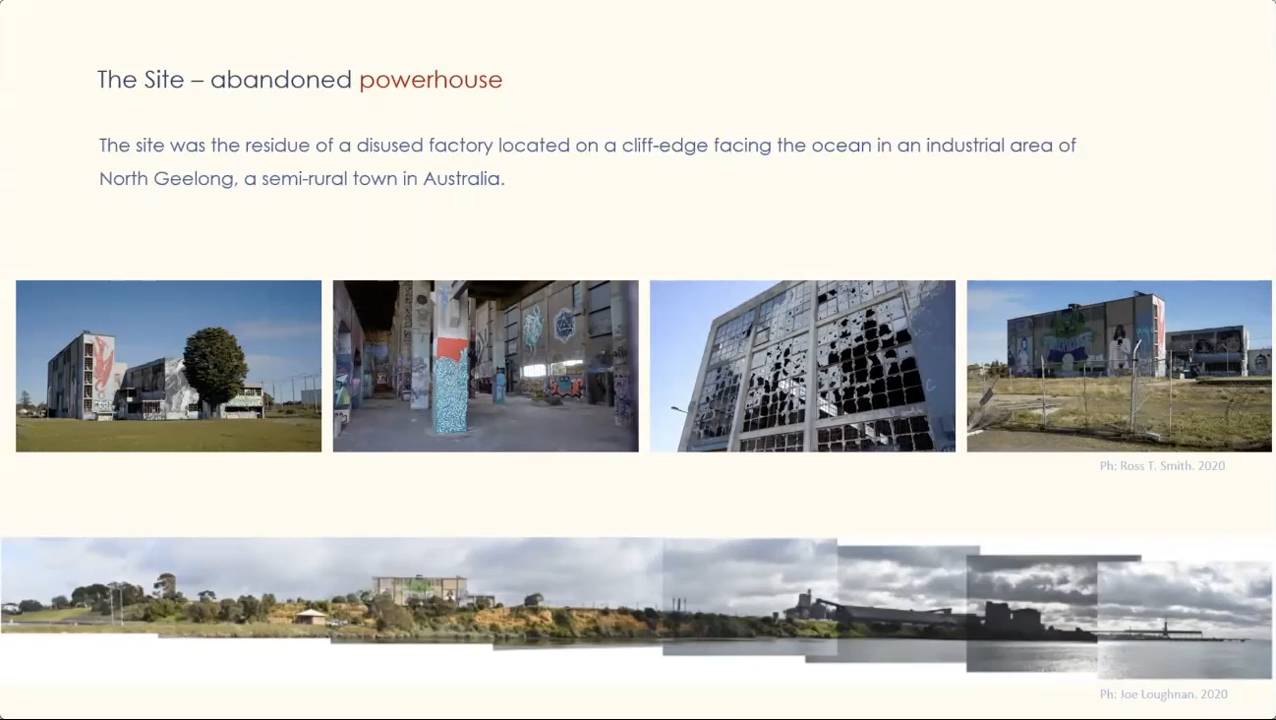 The Site – abandoned powerhouse
The site was the residue of a disused factory located on a cliff-edge facing the ocean in an industrial area of
North Geelong, a semi-rural town in Australia.
Ph: Ross T. Smith. 2020
Ph: Joe Loughnan. 2020